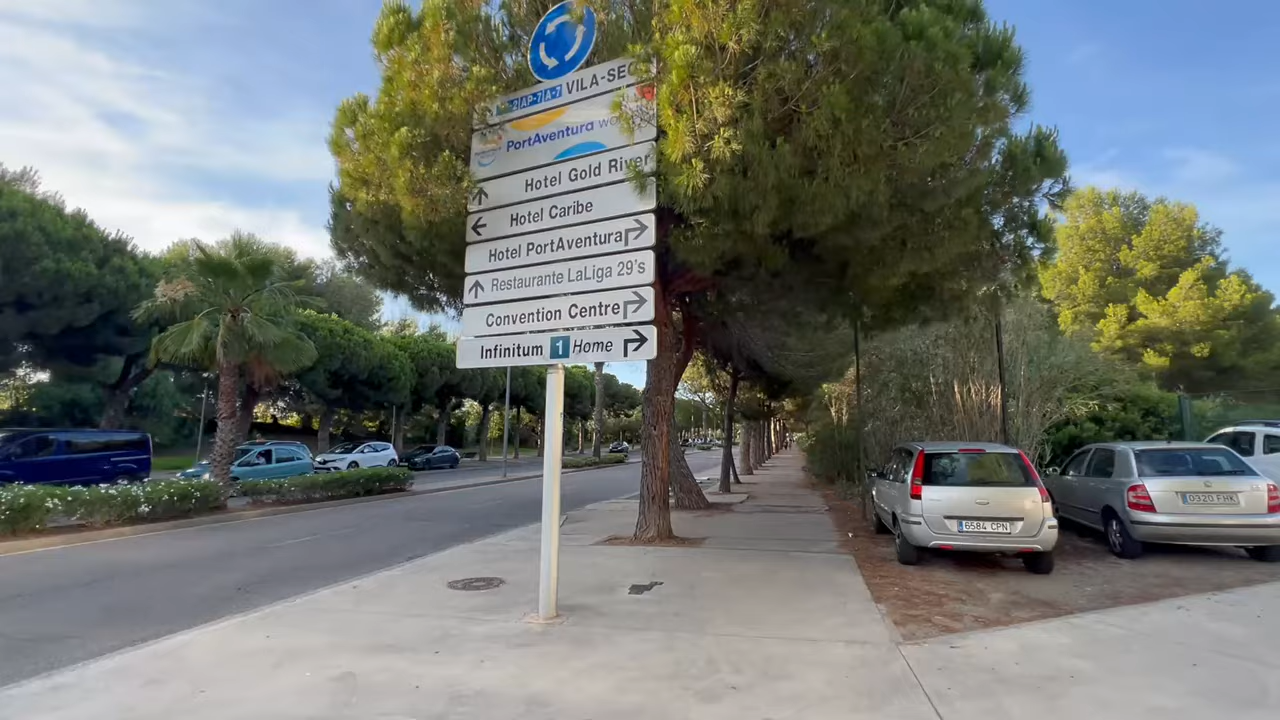 AP-7 A-7 VILA-SEC
PortAventura wo
Hotel Gold River
Hotel Caribe
Hotel PortAventura
Restaurante LaLiga 29's
Convention Centre
Infinitum 1 Home
6584 CPN
0320 FHK